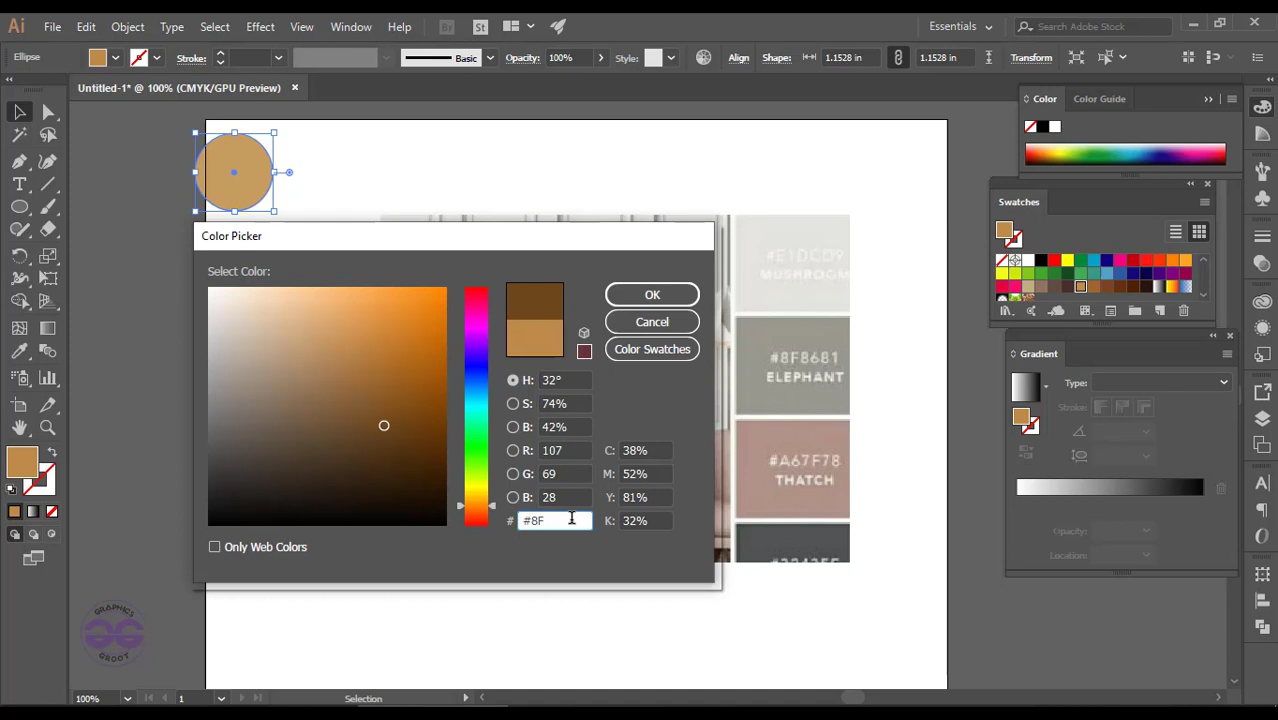 Ai File Edit Object Type Select Effect View Window Help Br St Essentials Search Adobe Stock
Ellipse Stroke: Basic Opacity: 100% Style: Align Shape: 1.1528 in 1.1528 in Transform
Untitled-1* @ 100% (CMYK/GPU Preview)
Color Color Guide
Swatches
Color Picker
Select Color:
OK
Cancel
Color Swatches
H: 32°
S: 74%
B: 42%
R: 107 C: 38%
G: 69 M: 52%
B: 28 Y: 81%
# #8F K: 32%
Only Web Colors
#E1DCD9
MUSHROOM
#8F8681
ELEPHANT
#A67F78
THATCH
Gradient
Type:
Stroke:
Opacity:
Location:
GRAPHICS
GG
GROOT
100% 1 Selection